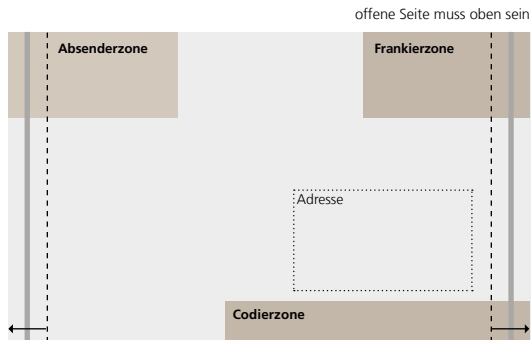 offene Seite muss oben sein
Absenderzone
Frankierzone
Adresse
Codierzone